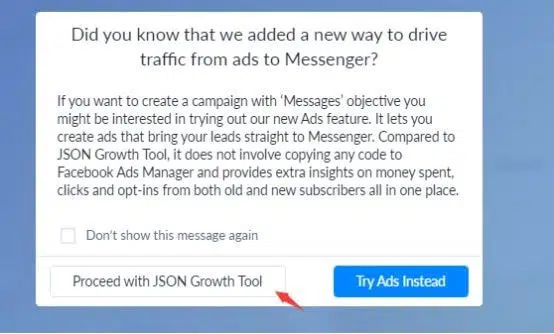 Did you know that we added a new way to drive
traffic from ads to Messenger?
If you want to create a campaign with ‘Messages’ objective you
might be interested in trying out our new Ads feature. It lets you
create ads that bring your leads straight to Messenger. Compared to
JSON Growth Tool, it does not involve copying any code to
Facebook Ads Manager and provides extra insights on money spent,
clicks and opt-ins from both old and new subscribers all in one place.
Don't show this message again
Proceed with JSON Growth Tool
Try Ads Instead